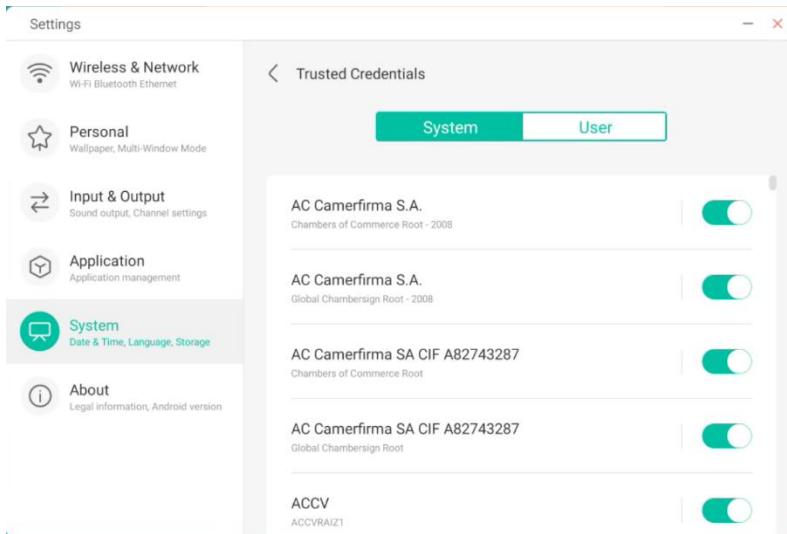 Settings
Wireless & Network
Wi-Fi Bluetooth Ethernet
Personal
Wallpaper, Multi-Window Mode
Input & Output
Sound output, Channel settings
Application
Application management
System
Date & Time, Language, Storage
About
Legal information, Android version
Trusted Credentials
System
User
AC Camerfirma S.A.
Chambers of Commerce Root - 2008
AC Camerfirma S.A.
Global Chambersign Root - 2008
AC Camerfirma SA CIF A82743287
Chambers of Commerce Root
AC Camerfirma SA CIF A82743287
Global Chambersign Root
ACCV
ACCVRAIZ1